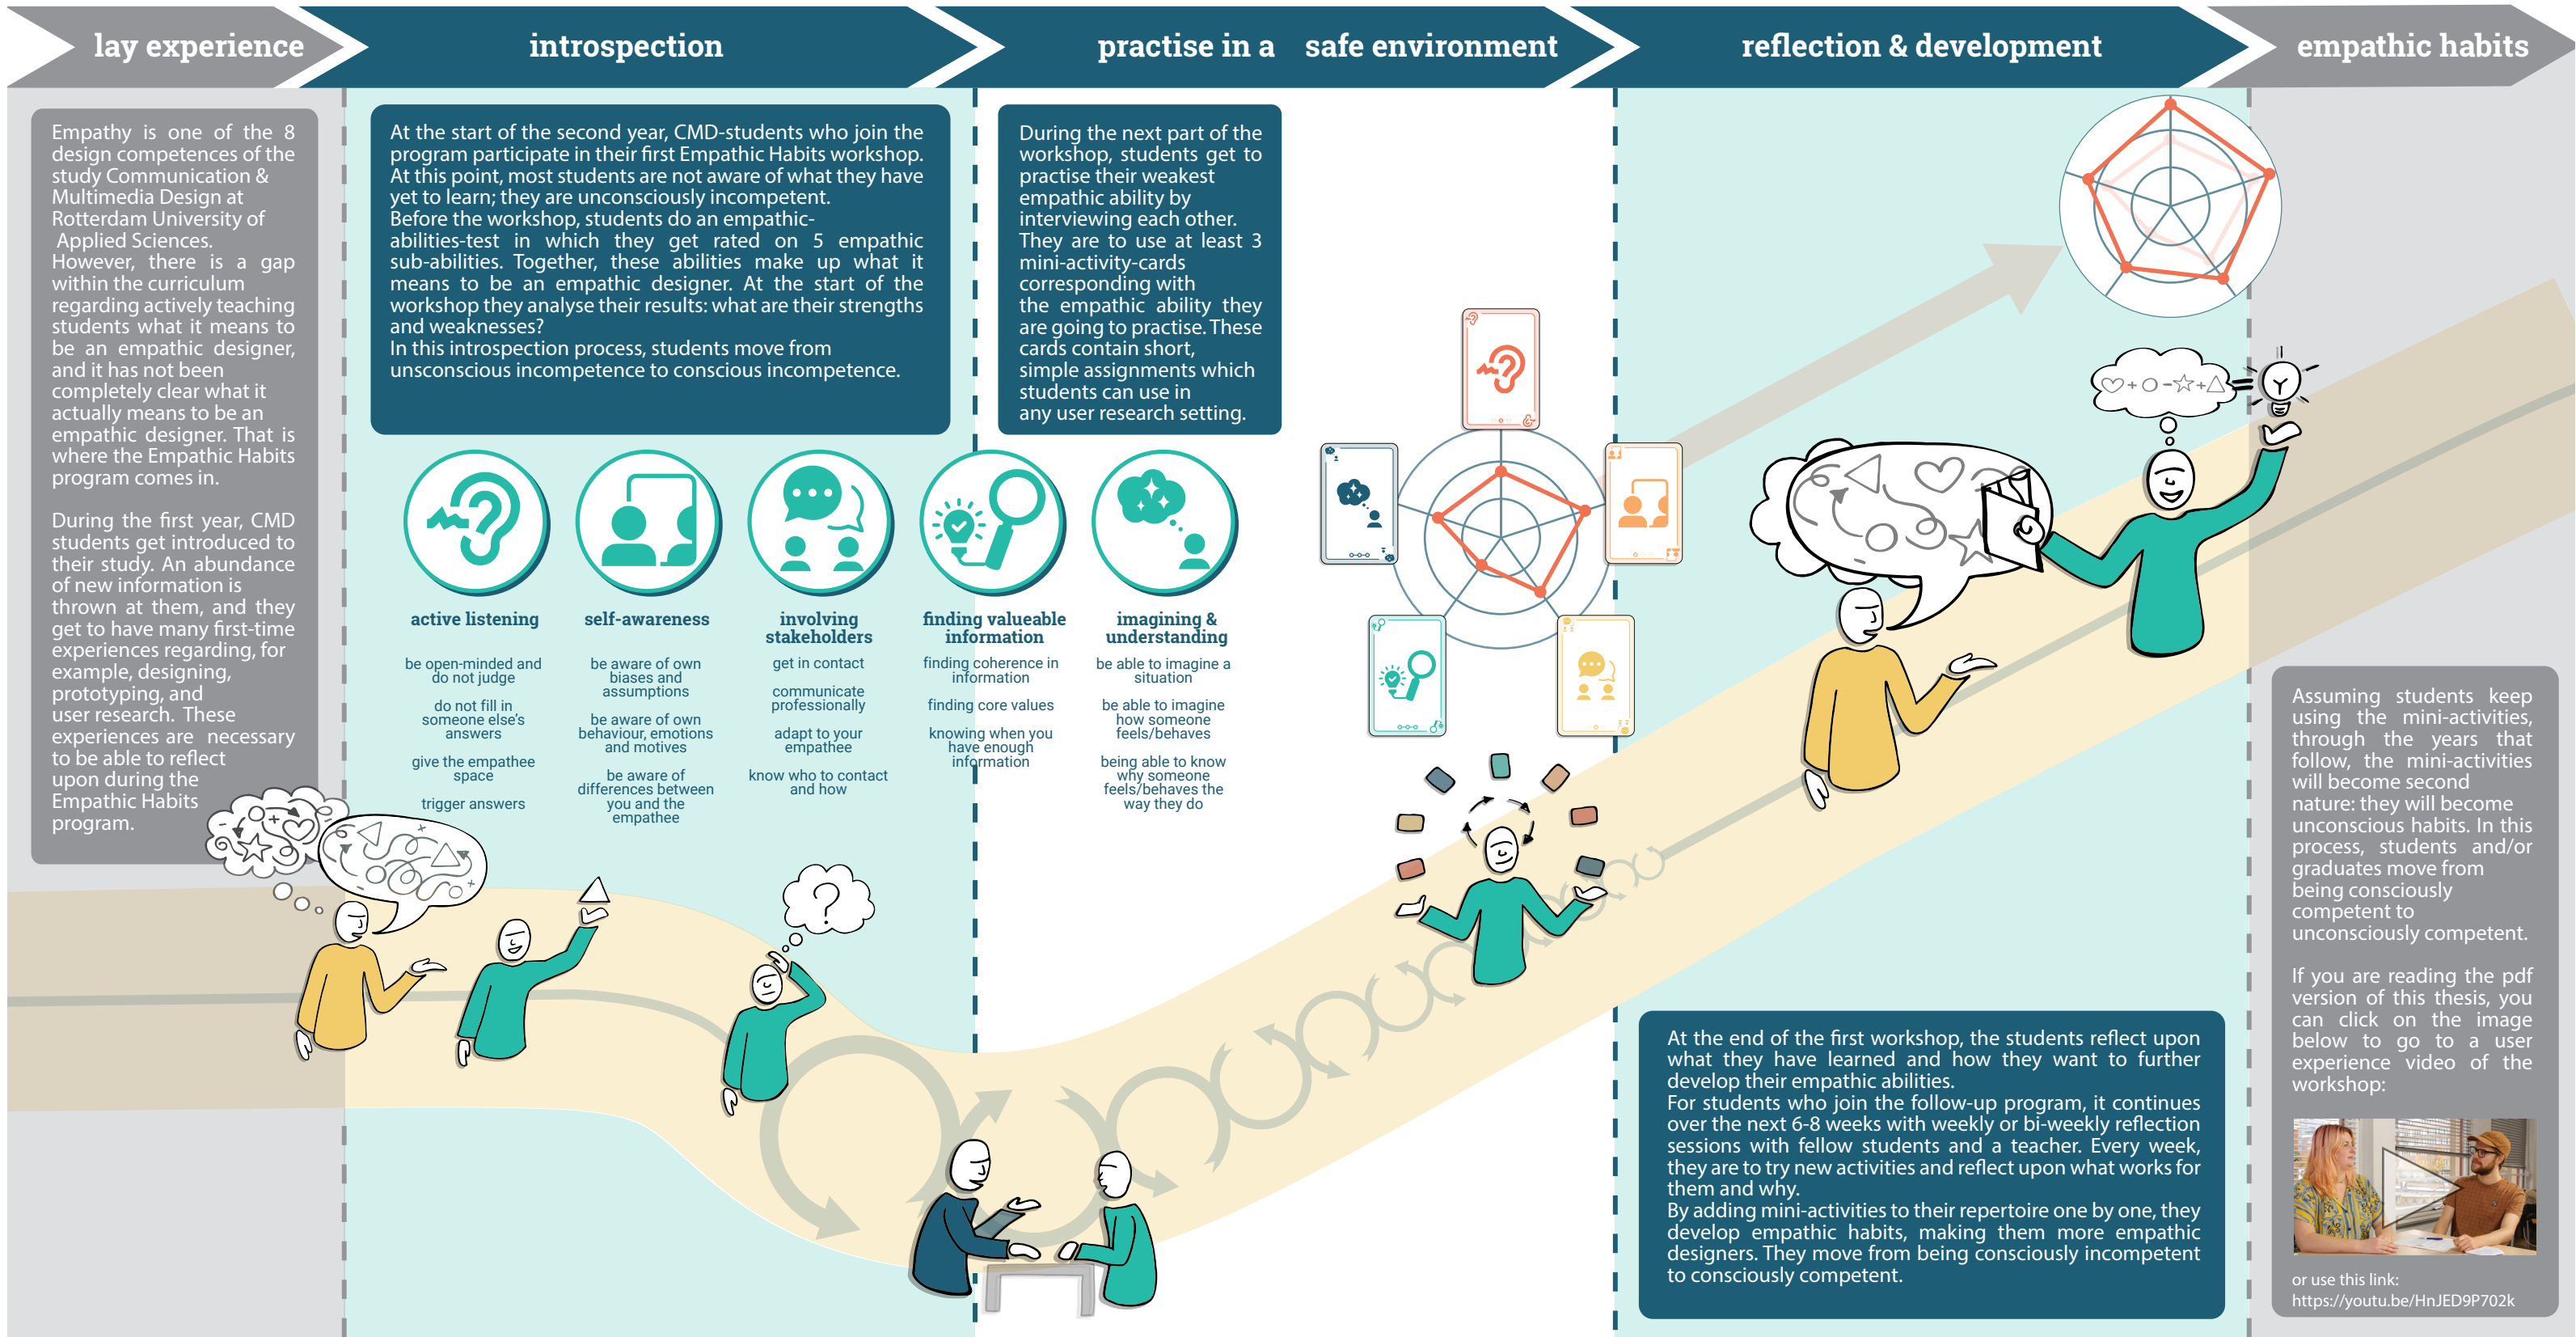 lay experience
introspection
practise in a safe environment
reflection & development
empathic habits
Empathy is one of the 8
design competences of the
study Communication &
Multimedia Design at
Rotterdam University of
Applied Sciences.
However, there is a gap
within the curriculum
regarding actively teaching
students what it means to
be an empathic designer,
and it has not been
completely clear what it
actually means to be an
empathic designer. That is
where the Empathic Habits
program comes in.
During the first year, CMD
students get introduced to
their study. An abundance
of new information is
thrown at them, and they
get to have many first-time
experiences regarding, for
example, designing,
prototyping, and
user research. These
experiences are necessary
to be able to reflect
upon during the
Empathic Habits
program.
At the start of the second year, CMD-students who join the
program participate in their first Empathic Habits workshop.
At this point, most students are not aware of what they have
yet to learn; they are unconsciously incompetent.
Before the workshop, students do an empathic-
abilities-test in which they get rated on 5 empathic
sub-abilities. Together, these abilities make up what it
means to be an empathic designer. At the start of the
workshop they analyse their results: what are their strengths
and weaknesses?
In this introspection process, students move from
unsconscious incompetence to conscious incompetence.
During the next part of the
workshop, students get to
practise their weakest
empathic ability by
interviewing each other.
They are to use at least 3
mini-activity-cards
corresponding with
the empathic ability they
are going to practise. These
cards contain short,
simple assignments which
students can use in
any user research setting.
active listening
be open-minded and
do not judge
do not fill in
someone else's
answers
give the empathee
space
trigger answers
self-awareness
be aware of own
biases and
assumptions
be aware of own
behaviour, emotions
and motives
be aware of
differences between
you and the
empathee
involving
stakeholders
get in contact
communicate
professionally
adapt to your
empathee
know who to contact
and how
finding valueable
information
finding coherence in
information
finding core values
knowing when you
have enough
information
imagining &
understanding
be able to imagine a
situation
be able to imagine
how someone
feels/behaves
being able to know
why someone
feels/behaves the
way they do
?
At the end of the first workshop, the students reflect upon
what they have learned and how they want to further
develop their empathic abilities.
For students who join the follow-up program, it continues
over the next 6-8 weeks with weekly or bi-weekly reflection
sessions with fellow students and a teacher. Every week,
they are to try new activities and reflect upon what works for
them and why.
By adding mini-activities to their repertoire one by one, they
develop empathic habits, making them more empathic
designers. They move from being consciously incompetent
to consciously competent.
Assuming students keep
using the mini-activities,
through the years that
follow, the mini-activities
will become second
nature: they will become
unconscious habits. In this
process, students and/or
graduates move from
being consciously
competent to
unconsciously competent.
If you are reading the pdf
version of this thesis, you
can click on the image
below to go to a user
experience video of the
workshop:
or use this link:
https://youtu.be/HnJED9P702k